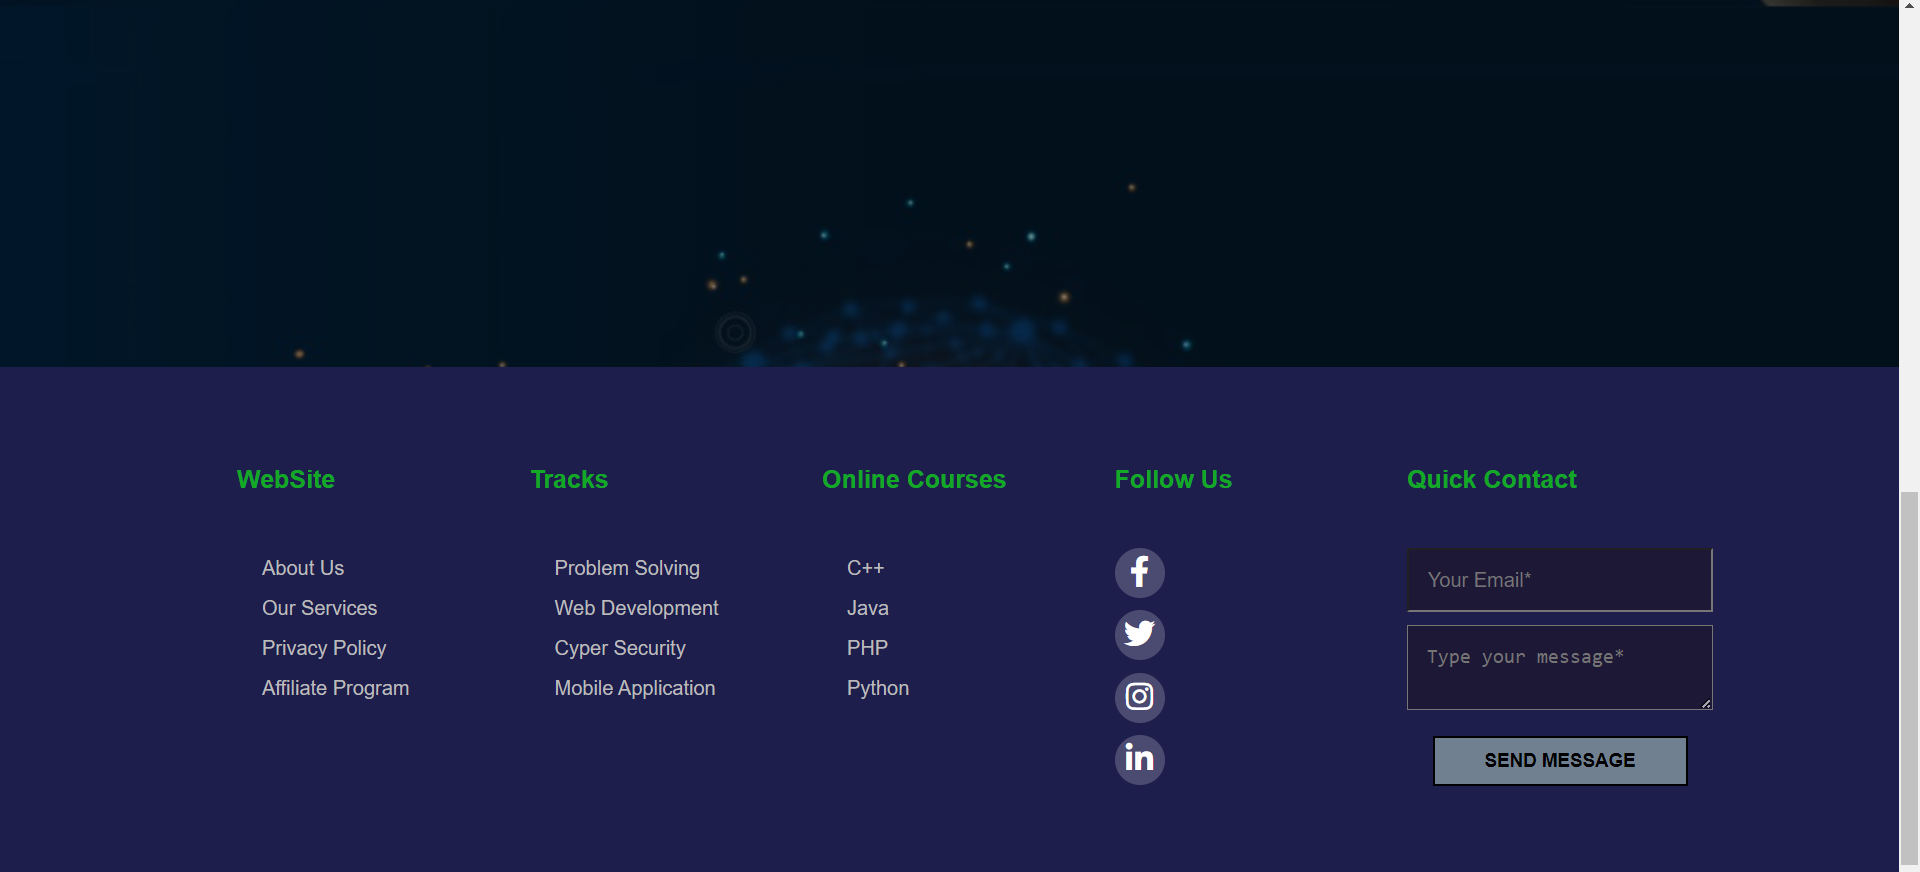 WebSite
About Us
Our Services
Privacy Policy
Affiliate Program
Tracks
Problem Solving
Web Development
Cyper Security
Mobile Application
Online Courses
C++
Java
PHP
Python
Follow Us
Quick Contact
Your Email*
Type your message*
SEND MESSAGE